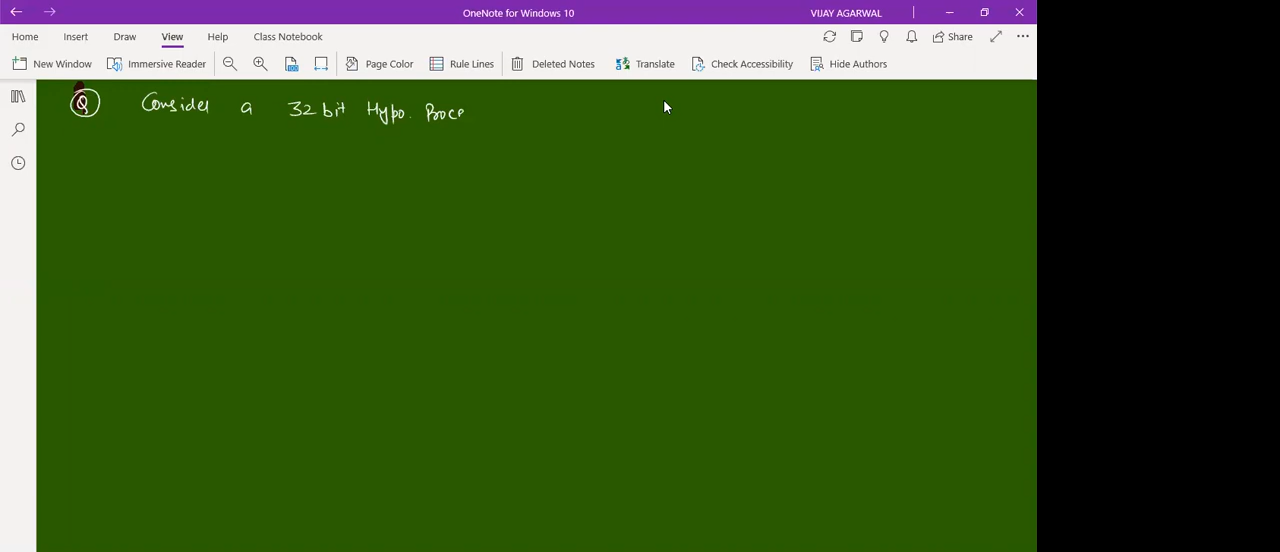 OneNote for Windows 10
VIJAY AGARWAL
Home Insert Draw View Help Class Notebook
Share
New Window Immersive Reader Page Color Rule Lines Deleted Notes Translate Check Accessibility Hide Authors
Q Consider a 32 bit Hypo. Proce